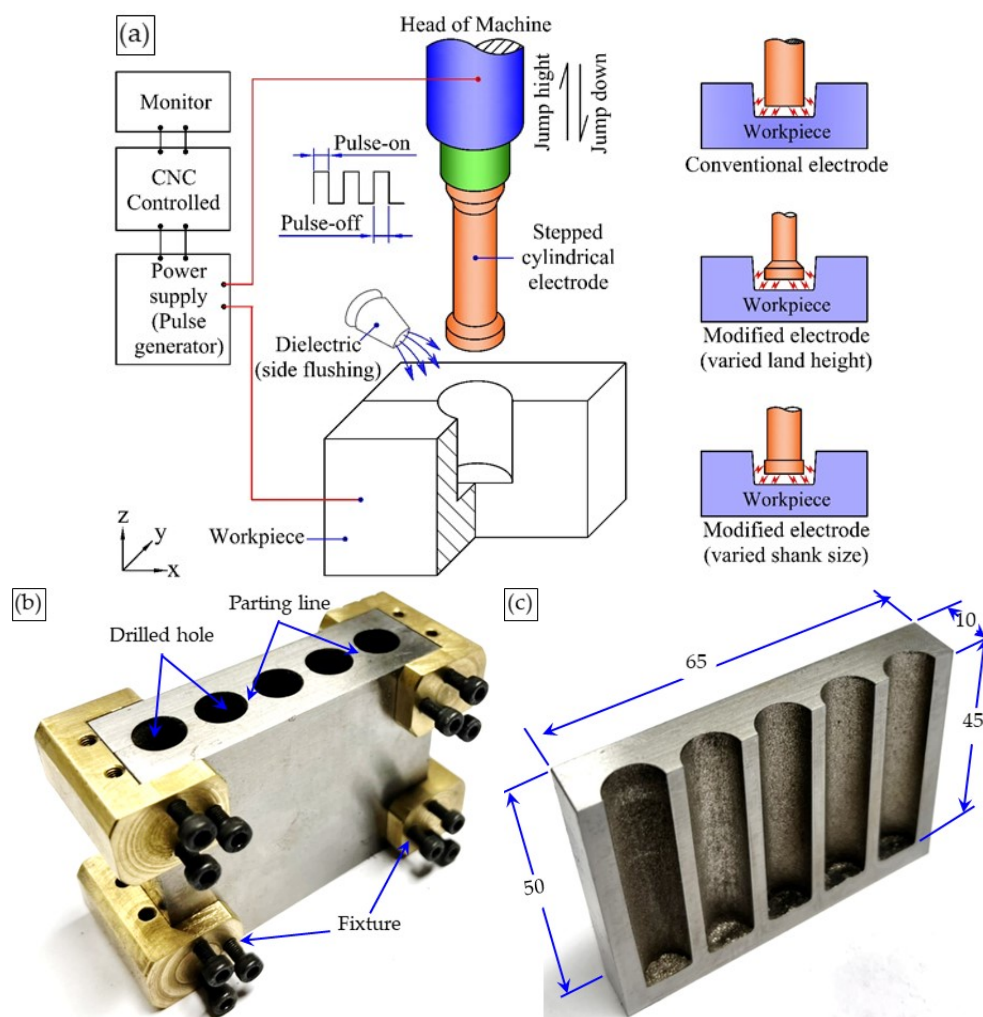 (a)
Head of Machine
Monitor
CNC
Controlled
Power
supply
(Pulse
generator)
Pulse-on
Pulse-off
Jump hight
Jump down
Stepped
cylindrical
electrode
Dielectric
(side flushing)
Workpiece
z
y
x
Workpiece
Conventional electrode
Workpiece
Modified electrode
(varied land height)
Workpiece
Modified electrode
(varied shank size)
(b)
Parting line
Drilled hole
Fixture
(c)
10
65
45
50